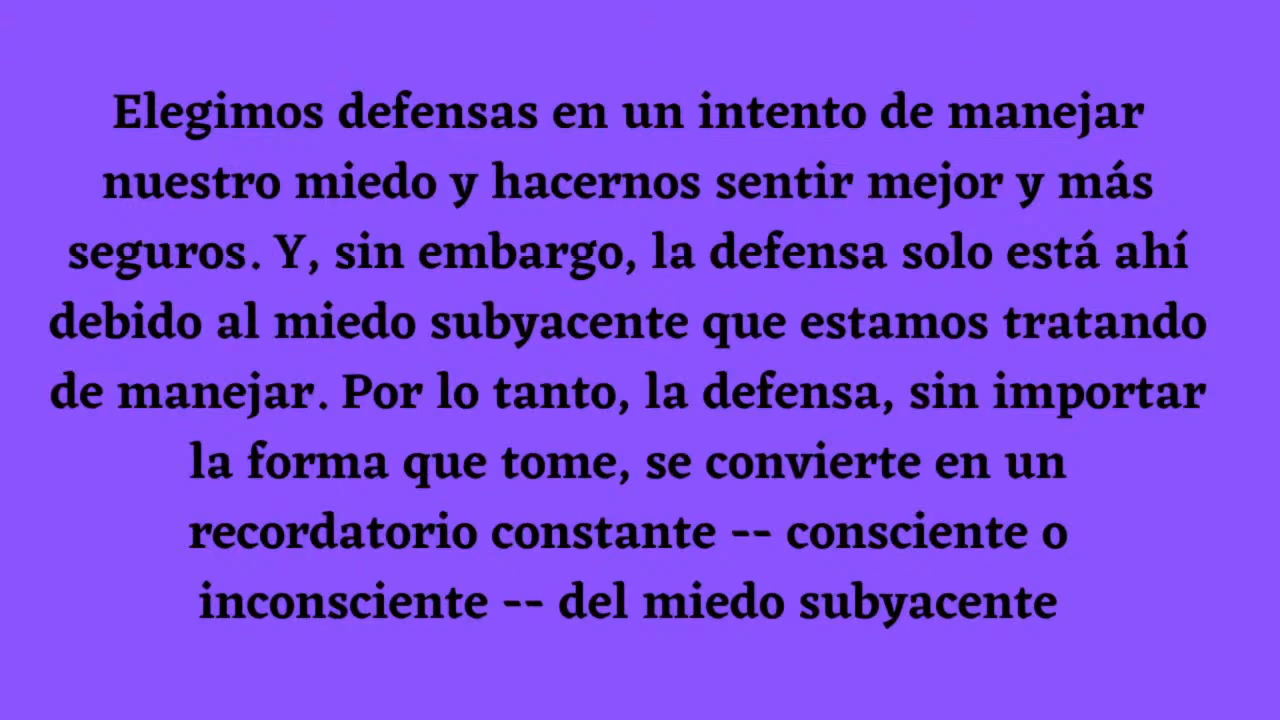 Elegimos defensas en un intento de manejar
nuestro miedo y hacernos sentir mejor y más
seguros. Y, sin embargo, la defensa solo está ahí
debido al miedo subyacente que estamos tratando
de manejar. Por lo tanto, la defensa, sin importar
la forma que tome, se convierte en un
recordatorio constante -- consciente o
inconsciente -- del miedo subyacente